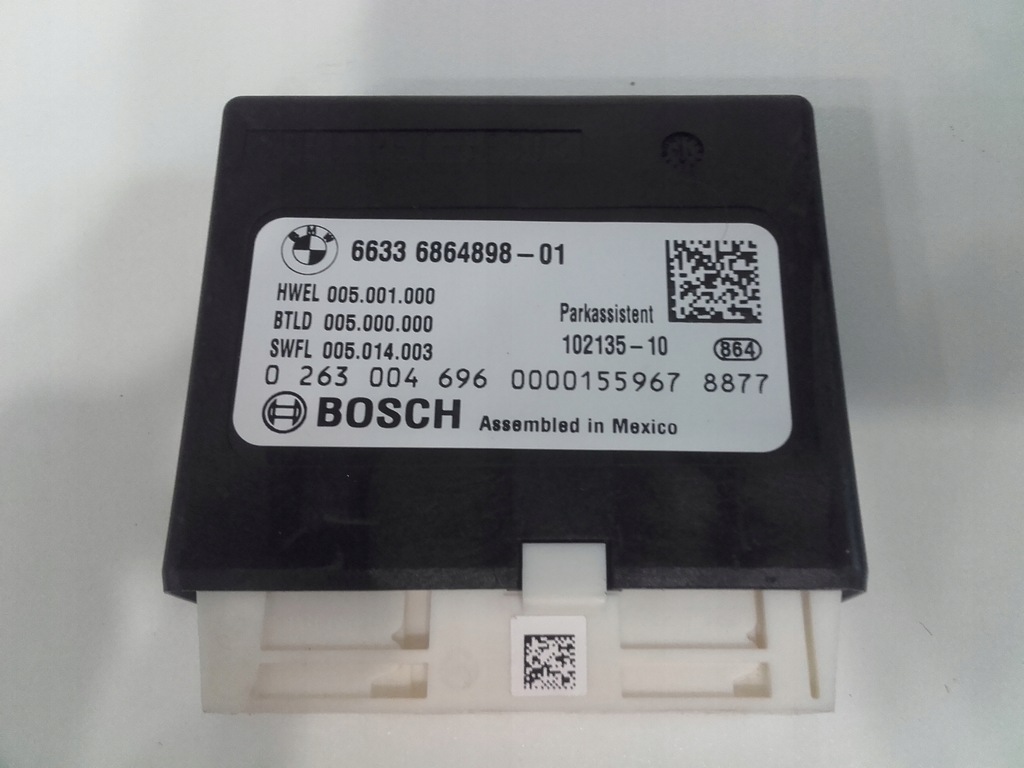 BMW
6633 6864898-01
HWEL 005.001.000
BTLD 005.000.000
SWFL 005.014.003
Parkassistent
102135-10
864
0 263 004 696 0000155967 8877
BOSCH
Assembled in Mexico